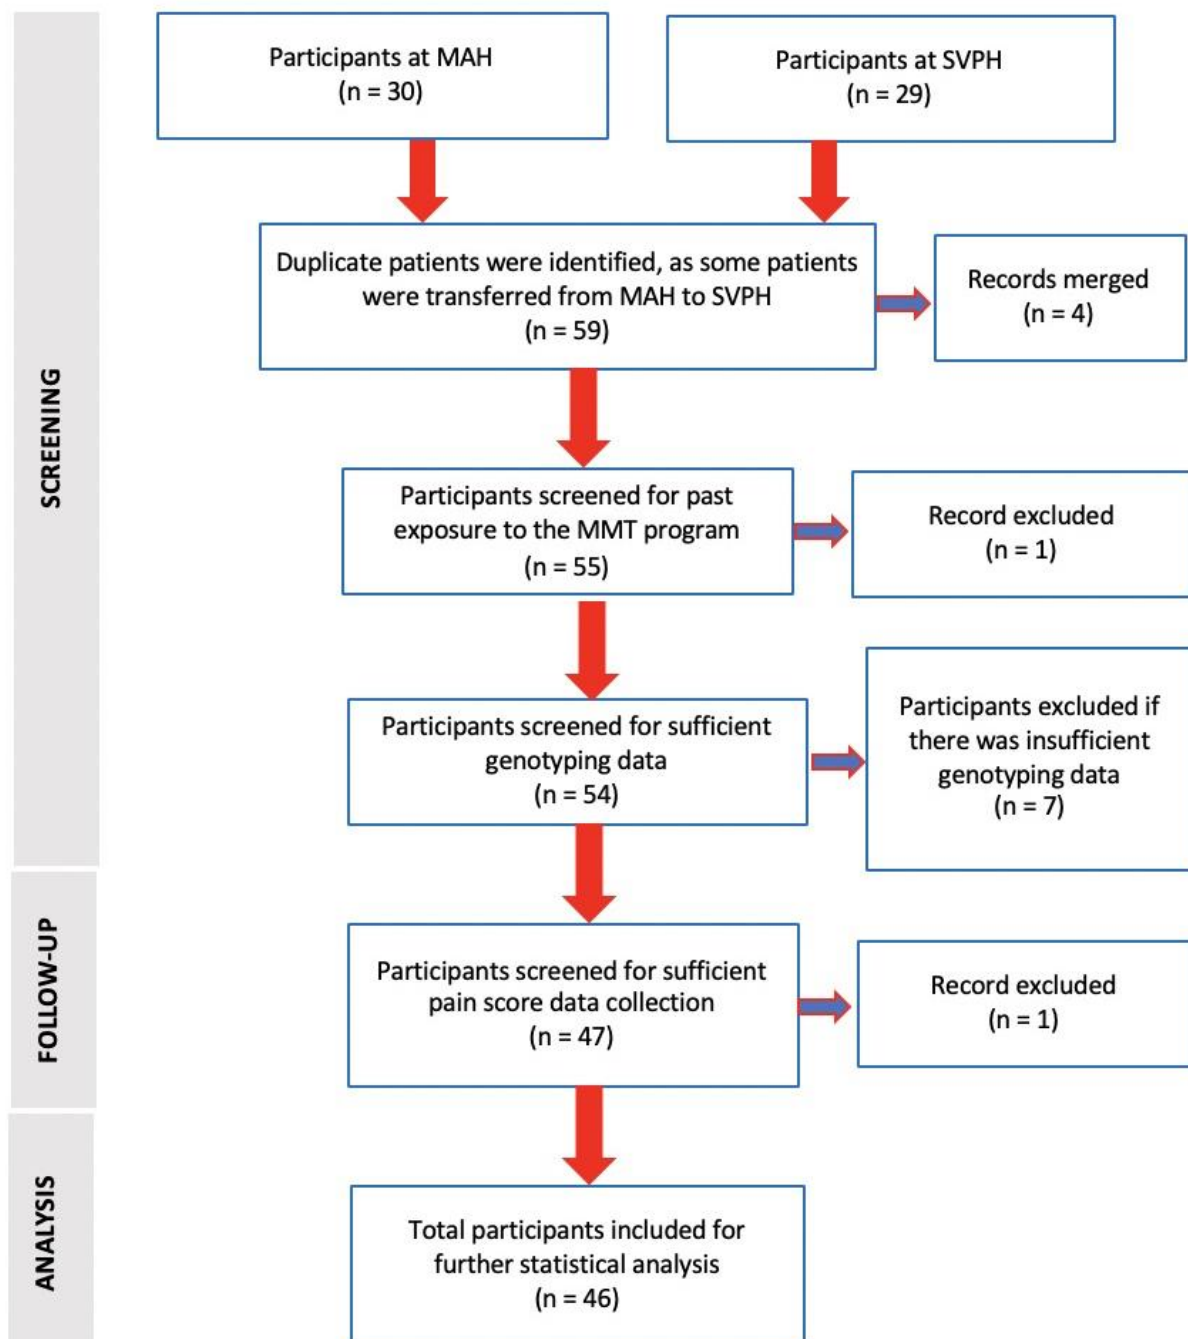 Participants at MAH
(n = 30)
Participants at SVPH
(n = 29)
Duplicate patients were identified, as some patients
were transferred from MAH to SVPH
(n = 59)
Records merged
(n = 4)
SCREENING
Participants screened for past
exposure to the MMT program
(n = 55)
Record excluded
(n = 1)
Participants screened for sufficient
genotyping data
(n = 54)
Participants excluded if
there was insufficient
genotyping data
(n = 7)
FOLLOW-UP
Participants screened for sufficient
pain score data collection
(n = 47)
Record excluded
(n = 1)
ANALYSIS
Total participants included for
further statistical analysis
(n = 46)